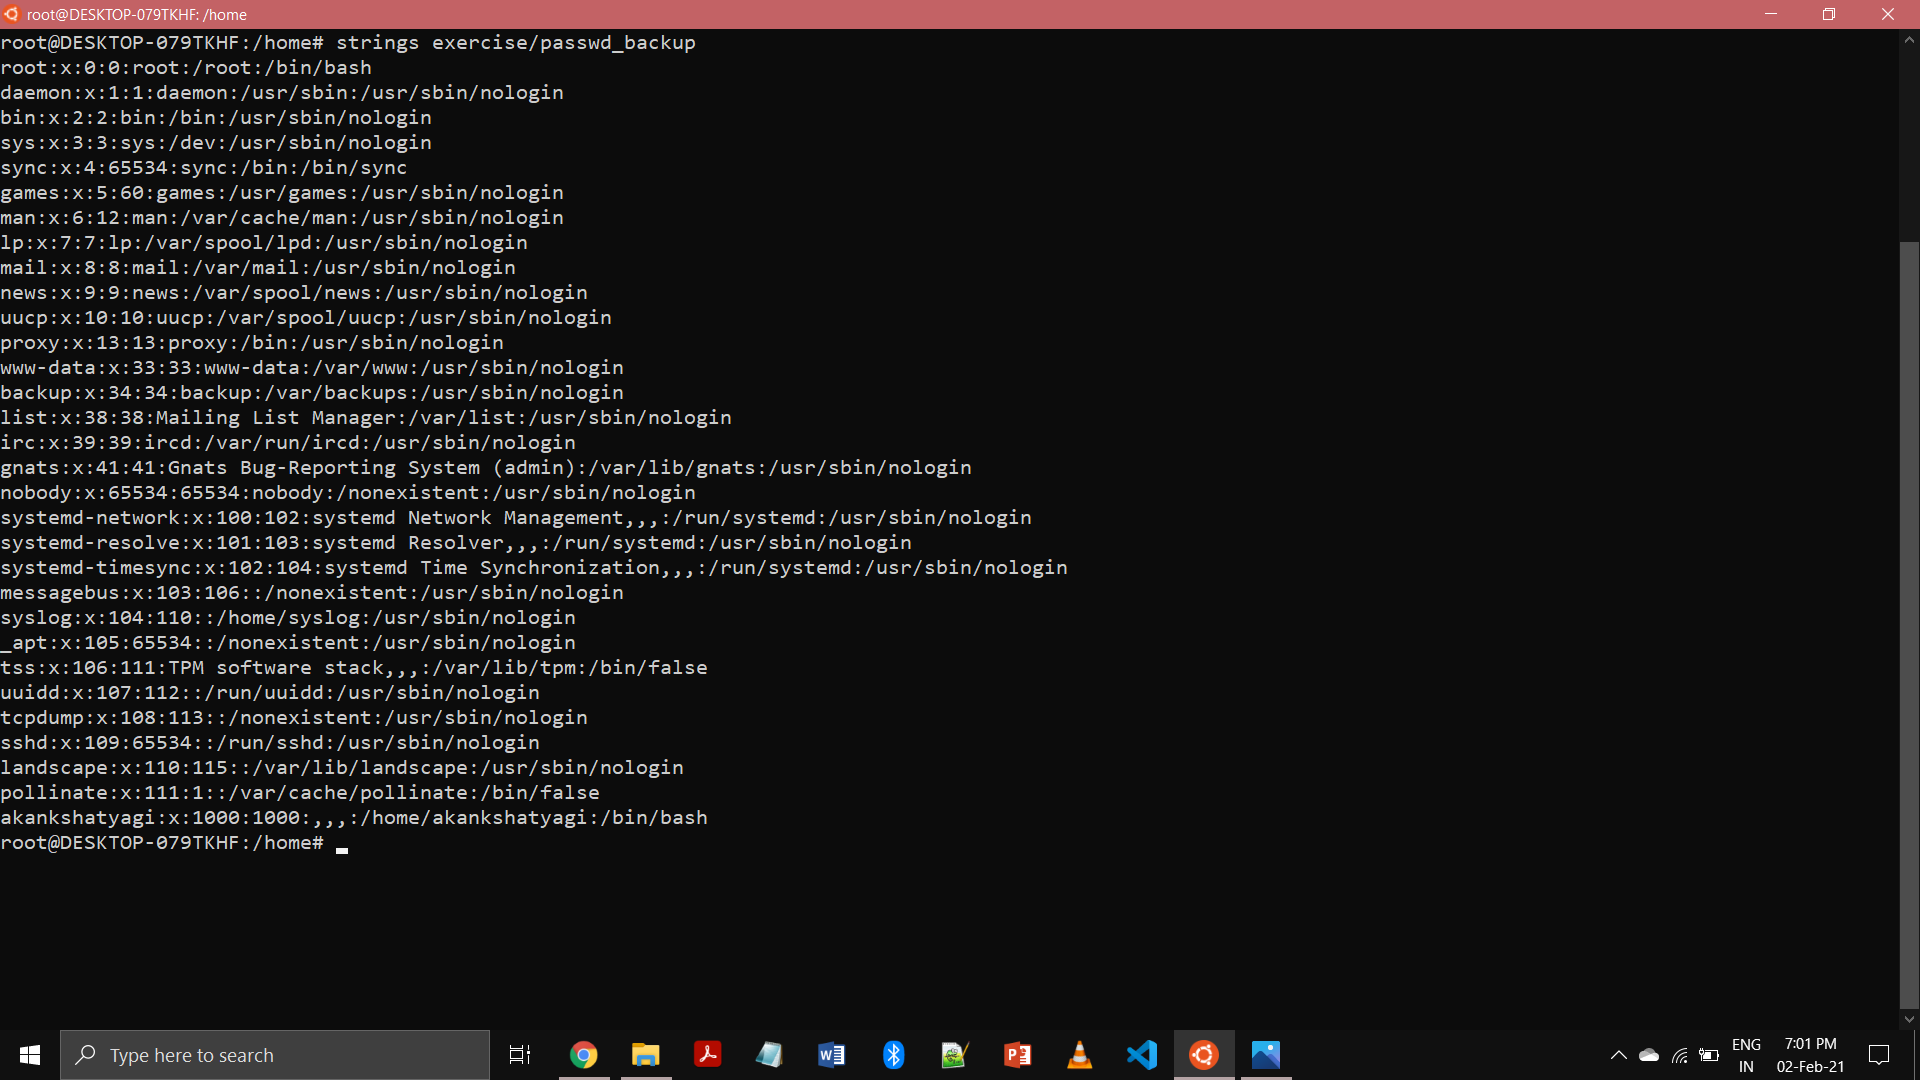 root@DESKTOP-079TKHF: /home
root@DESKTOP-079TKHF:/home# strings exercise/passwd_backup
root:x:0:0:root:/root:/bin/bash
daemon:x:1:1:daemon:/usr/sbin:/usr/sbin/nologin
bin:x:2:2:bin:/bin:/usr/sbin/nologin
sys:x:3:3:sys:/dev:/usr/sbin/nologin
sync:x:4:65534:sync:/bin:/bin/sync
games:x:5:60:games:/usr/games:/usr/sbin/nologin
man:x:6:12:man:/var/cache/man:/usr/sbin/nologin
lp:x:7:7:lp:/var/spool/lpd:/usr/sbin/nologin
mail:x:8:8:mail:/var/mail:/usr/sbin/nologin
news:x:9:9:news:/var/spool/news:/usr/sbin/nologin
uucp:x:10:10:uucp:/var/spool/uucp:/usr/sbin/nologin
proxy:x:13:13:proxy:/bin:/usr/sbin/nologin
www-data:x:33:33:www-data:/var/www:/usr/sbin/nologin
backup:x:34:34:backup:/var/backups:/usr/sbin/nologin
list:x:38:38:Mailing List Manager:/var/list:/usr/sbin/nologin
irc:x:39:39:ircd:/var/run/ircd:/usr/sbin/nologin
gnats:x:41:41:Gnats Bug-Reporting System (admin):/var/lib/gnats:/usr/sbin/nologin
nobody:x:65534:65534:nobody:/nonexistent:/usr/sbin/nologin
systemd-network:x:100:102:systemd Network Management,,,:/run/systemd:/usr/sbin/nologin
systemd-resolve:x:101:103:systemd Resolver,,,:/run/systemd:/usr/sbin/nologin
systemd-timesync:x:102:104:systemd Time Synchronization,,,:/run/systemd:/usr/sbin/nologin
messagebus:x:103:106::/nonexistent:/usr/sbin/nologin
syslog:x:104:110::/home/syslog:/usr/sbin/nologin
_apt:x:105:65534::/nonexistent:/usr/sbin/nologin
tss:x:106:111:TPM software stack,,,:/var/lib/tpm:/bin/false
uuidd:x:107:112::/run/uuidd:/usr/sbin/nologin
tcpdump:x:108:113::/nonexistent:/usr/sbin/nologin
sshd:x:109:65534::/run/sshd:/usr/sbin/nologin
landscape:x:110:115::/var/lib/landscape:/usr/sbin/nologin
pollinate:x:111:1::/var/cache/pollinate:/bin/false
akankshatyagi:x:1000:1000:,,,:/home/akankshatyagi:/bin/bash
root@DESKTOP-079TKHF:/home#
Type here to search
ENG
IN
7:01 PM
02-Feb-21